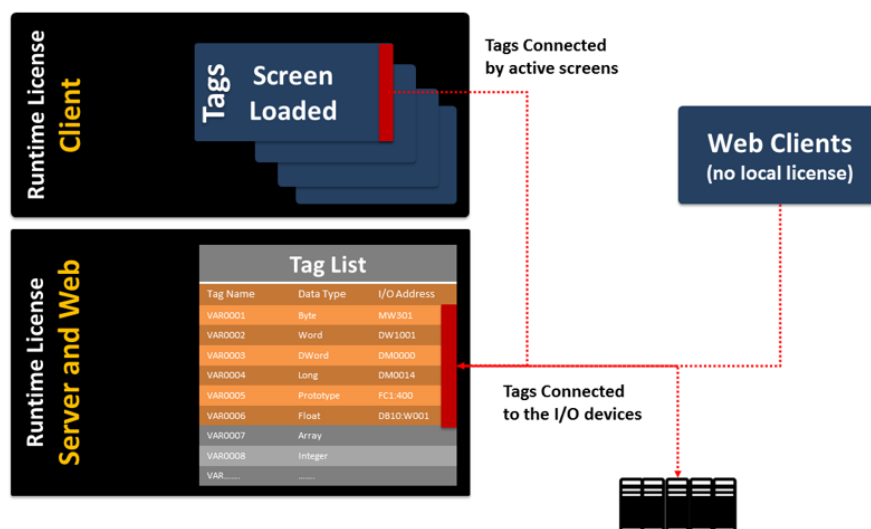 Runtime License
Client
Tags
Screen
Loaded
Tags Connected
by active screens
Web Clients
(no local license)
Runtime License
Server and Web
Tag List
Tag Name Data Type I/O Address
VAR0001 Byte MW301
VAR0002 Word DW1001
VAR0003 DWord DM0000
VAR0004 Long DM0014
VAR0005 Prototype FC1:400
VAR0006 Float DB10:W001
VAR0007 Array
VAR0008 Integer
VAR....... .......
Tags Connected
to the I/O devices